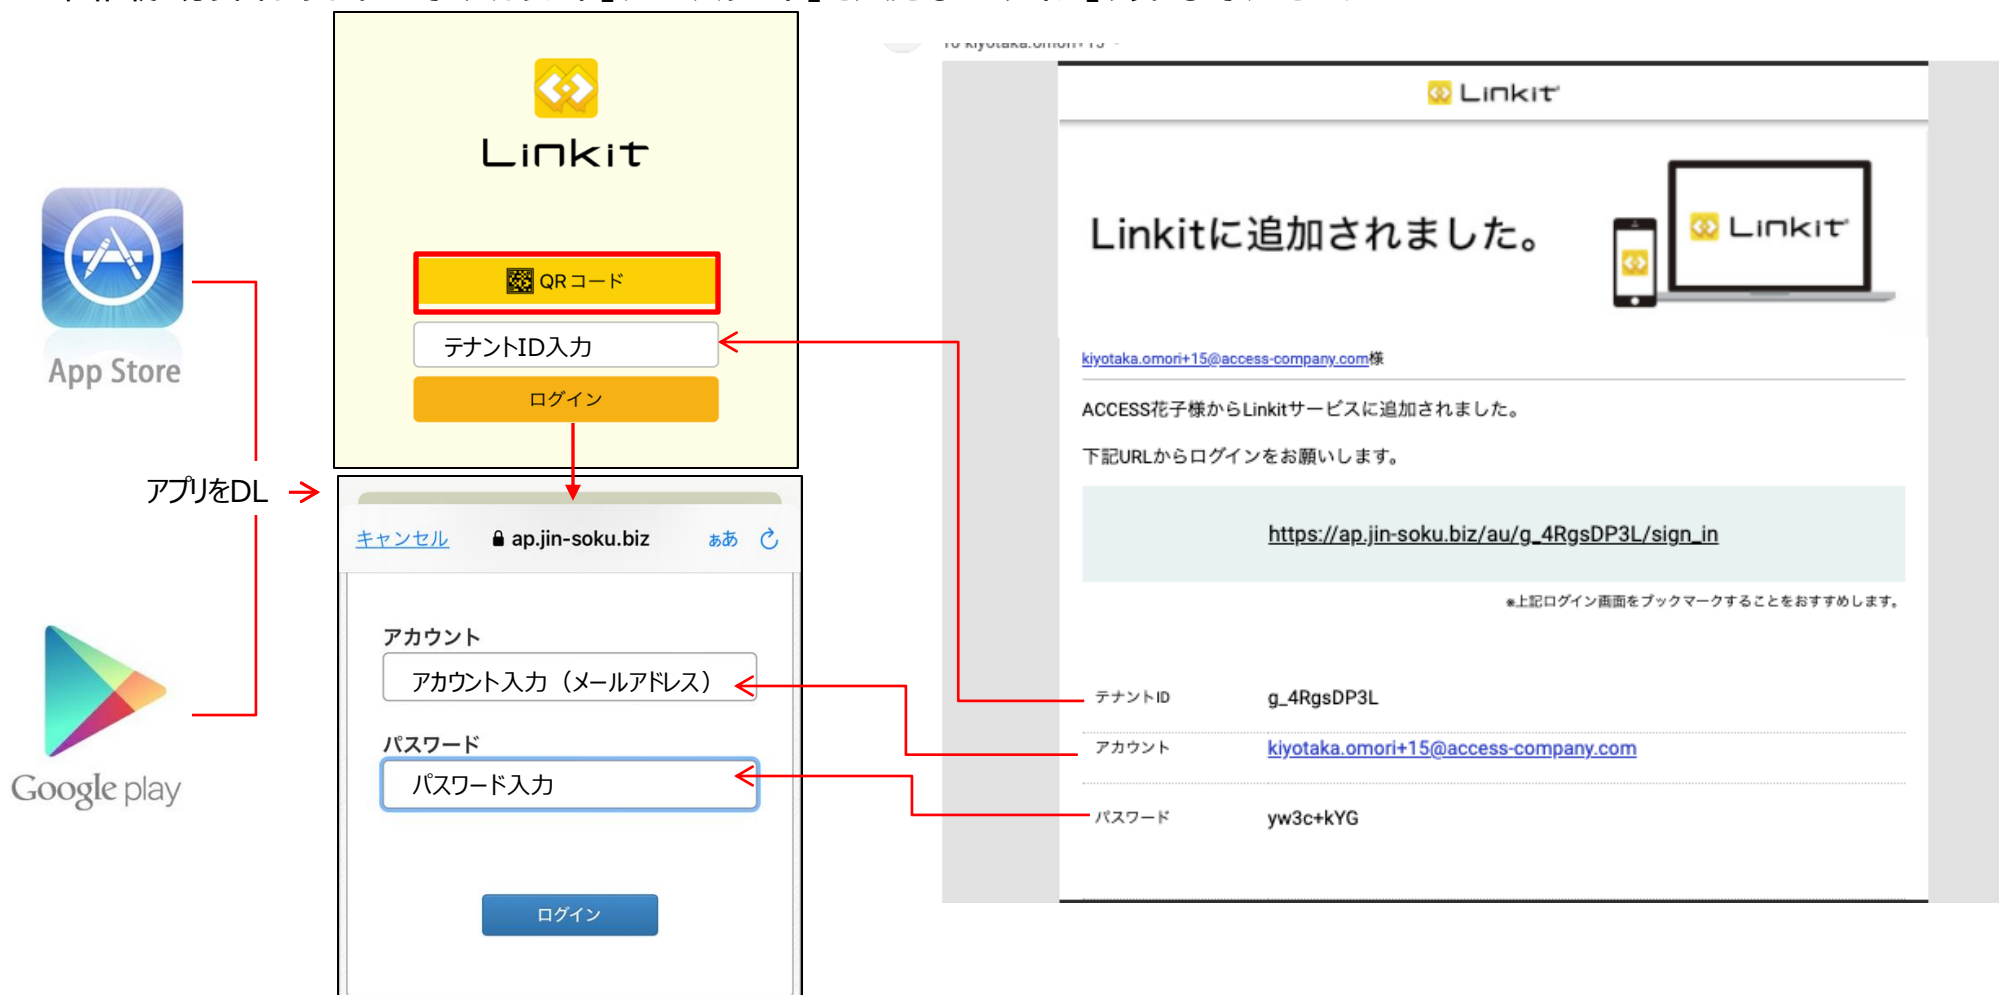 Linkit
QRコード
テナントID入力
ログイン
App Store
アプリをDL
Google play
キャンセル
ap.jin-soku.biz
ぁあ
アカウント
アカウント入力（メールアドレス）
パスワード
パスワード入力
ログイン
Linkit
Linkitに追加されました。
Linkit
kiyotaka.omori+15@access-company.com様
ACCESS花子様からLinkitサービスに追加されました。
下記URLからログインをお願いします。
https://ap.jin-soku.biz/au/g_4RgsDP3L/sign_in
※上記ログイン画面をブックマークすることをおすすめします。
テナントID g_4RgsDP3L
アカウント kiyotaka.omori+15@access-company.com
パスワード yw3c+kYG